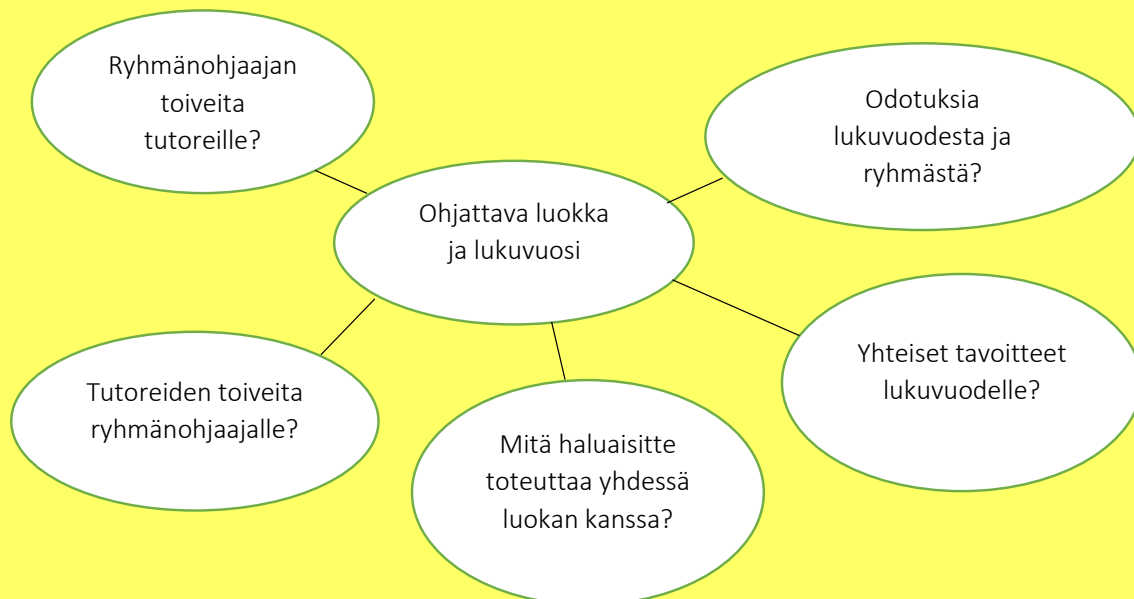 Ryhmänohjaajan
toiveita
tutoreille?
Odotuksia
lukuvuodesta ja
ryhmästä?
Ohjattava luokka
ja lukuvuosi
Yhteiset tavoitteet
lukuvuodelle?
Tutoreiden toiveita
ryhmänohjaajalle?
Mitä haluaisitte
toteuttaa yhdessä
luokan kanssa?